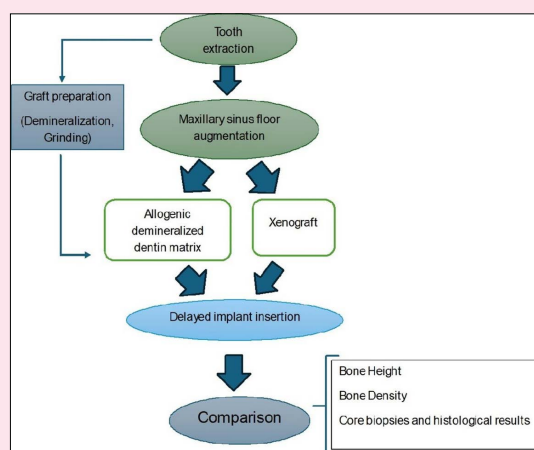 Tooth
extraction
Graft preparation
(Demineralization,
Grinding)
Maxillary sinus floor
augmentation
Allogenic
demineralized
dentin matrix
Xenograft
Delayed implant insertion
Comparison
Bone Height
Bone Density
Core biopsies and histological results